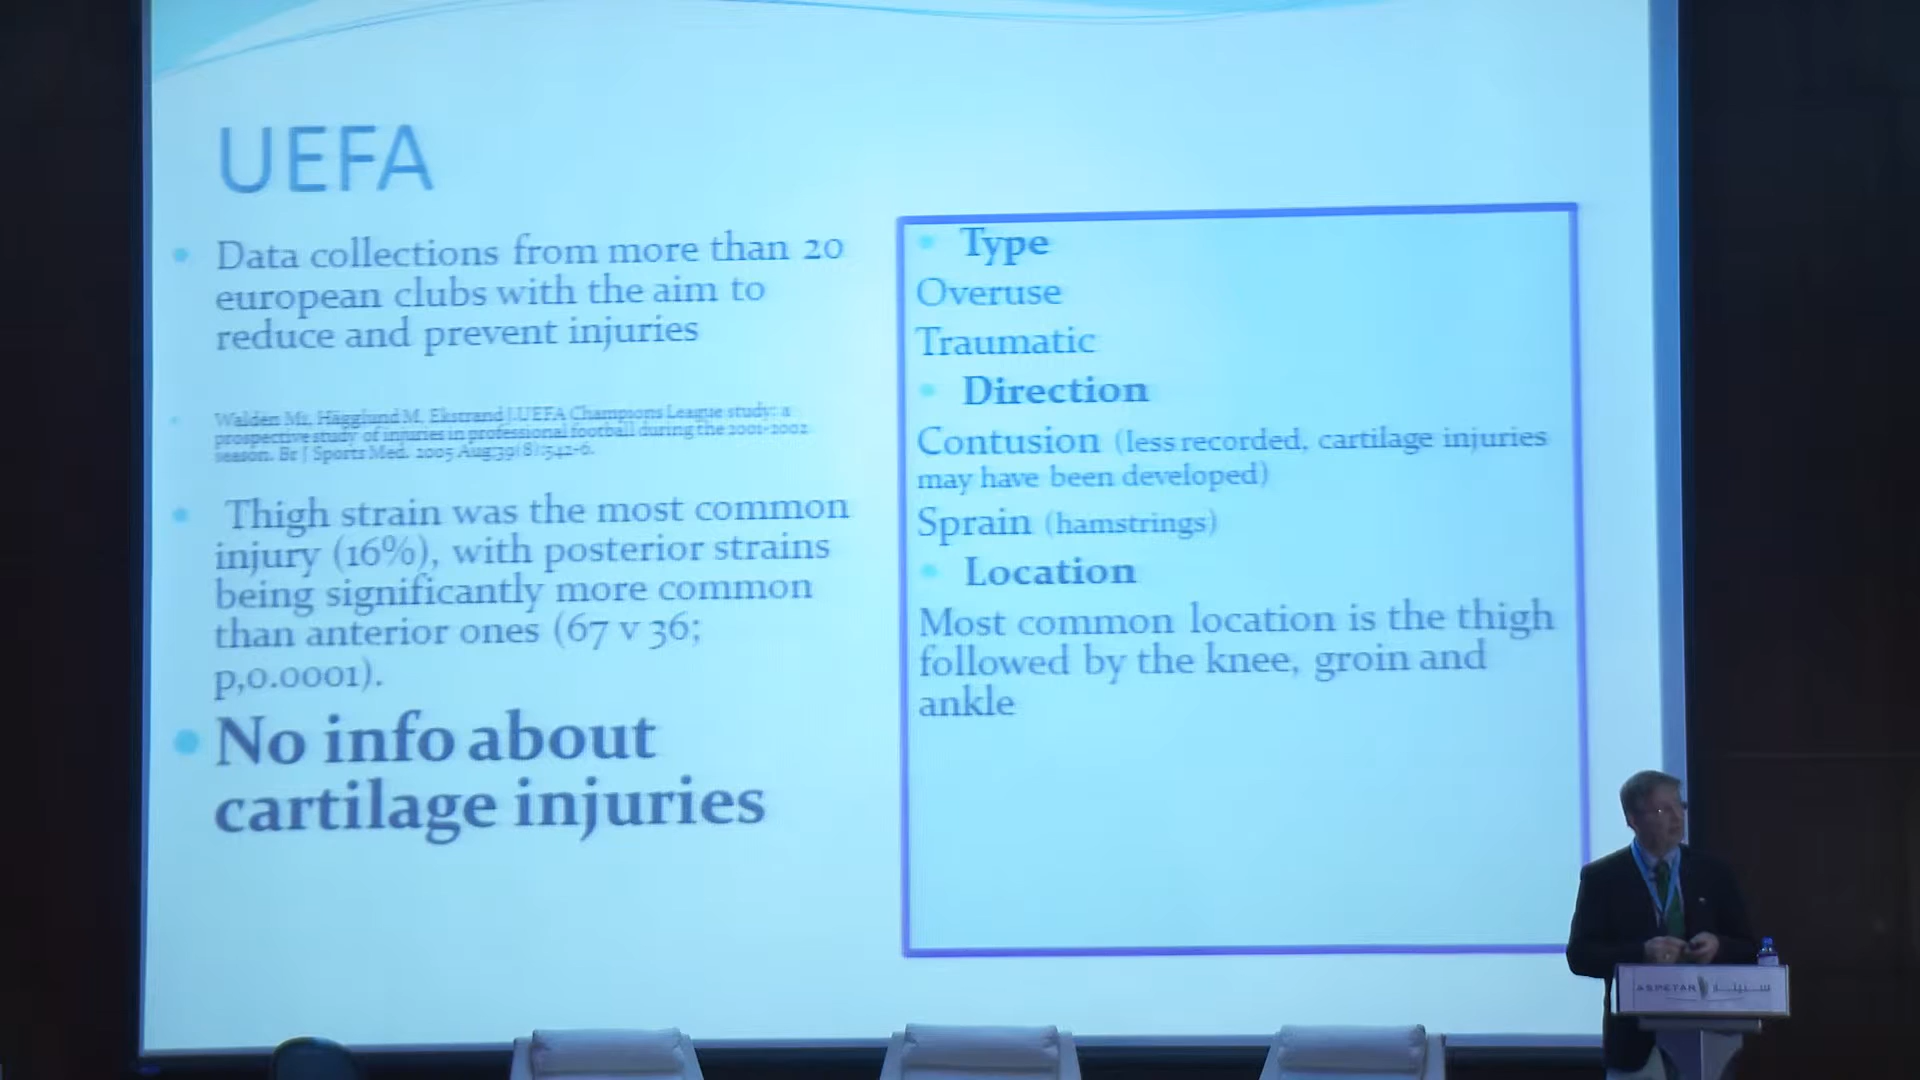 UEFA
Data collections from more than 20
european clubs with the aim to
reduce and prevent injuries
Walden M1, Hägglund M, Ekstrand J.UEFA Champions League study: a
prospective study of injuries in professional football during the 2001-2002
season. Br J Sports Med. 2005 Aug;39(8):542-6.
Thigh strain was the most common
injury (16%), with posterior strains
being significantly more common
than anterior ones (67 v 36;
p,0.0001).
No info about
cartilage injuries
Type
Overuse
Traumatic
Direction
Contusion (less recorded, cartilage injuries
may have been developed)
Sprain (hamstrings)
Location
Most common location is the thigh
followed by the knee, groin and
ankle
ASPETAR